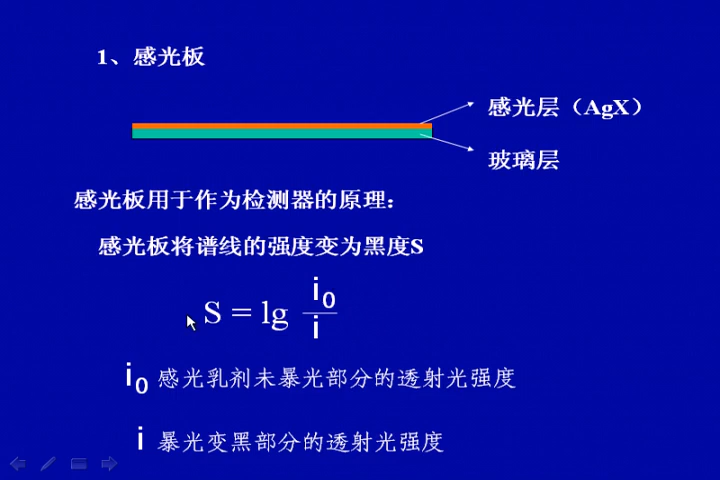 1、感光板
感光层（AgX）
玻璃层
感光板用于作为检测器的原理：
感光板将谱线的强度变为黑度S
S = lg i0/i
i0 感光乳剂未暴光部分的透射光强度
i 暴光变黑部分的透射光强度